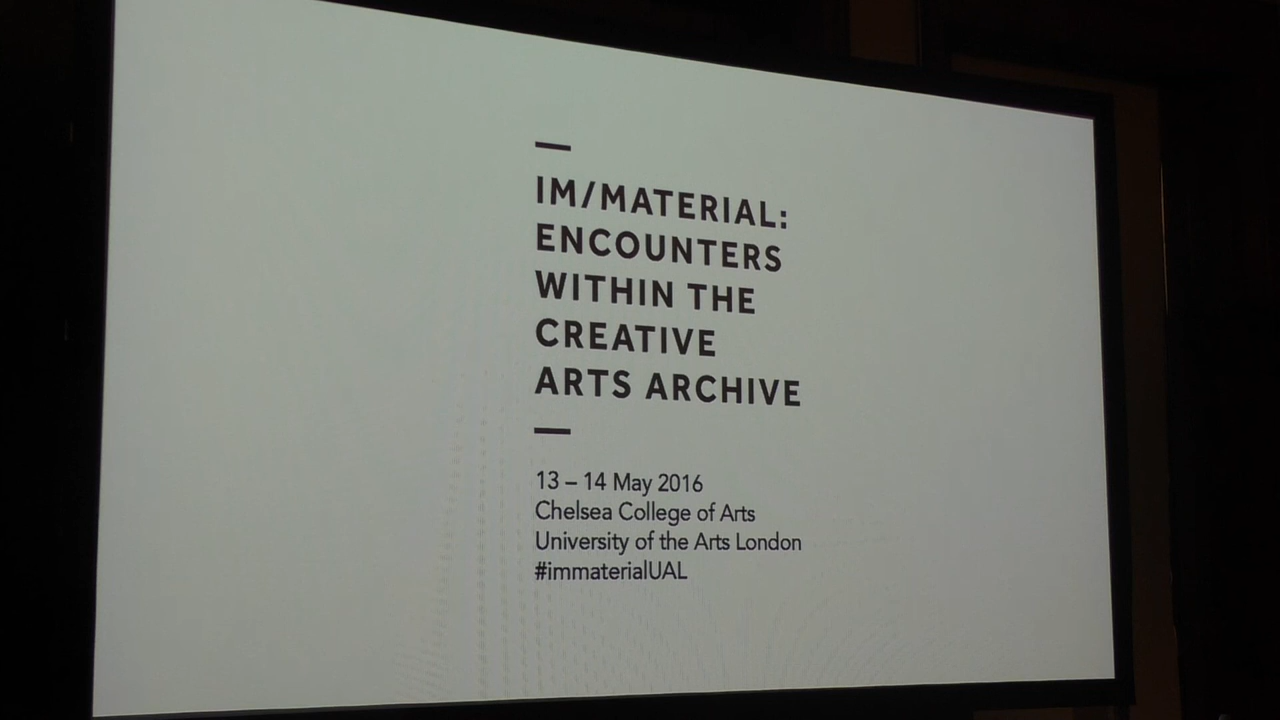 IM/MATERIAL:
ENCOUNTERS
WITHIN THE
CREATIVE
ARTS ARCHIVE
13 – 14 May 2016
Chelsea College of Arts
University of the Arts London
#immaterialUAL